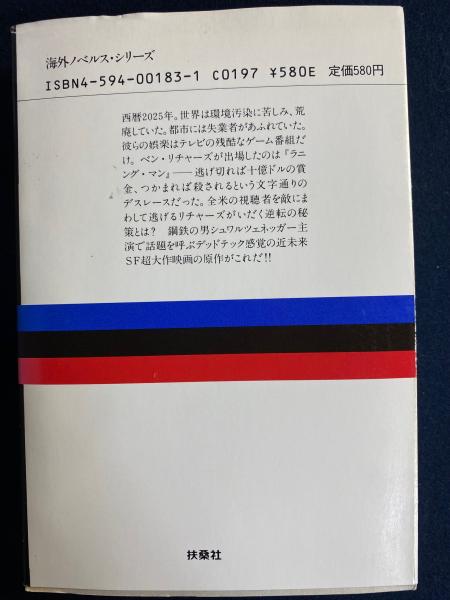 海外ノベルス・シリーズ
ISBN4-594-00183-1 C0197 ¥580E 定価580円
西暦2025年。世界は環境汚染に苦しみ、荒
廃していた。都市には失業者があふれていた。
彼らの娯楽はテレビの残酷なゲーム番組だ
け。ベン・リチャーズが出場したのは『ラニ
ング・マン』――逃げ切れば十億ドルの賞
金、つかまれば殺されるという文字通りの
デスレースだった。全米の視聴者を敵にま
わして逃げるリチャーズがいだく逆転の秘
策とは? 鋼鉄の男シュワルツェネッガー主
演で話題を呼ぶデッドテック感覚の近未来
SF超大作映画の原作がこれだ!!
扶桑社